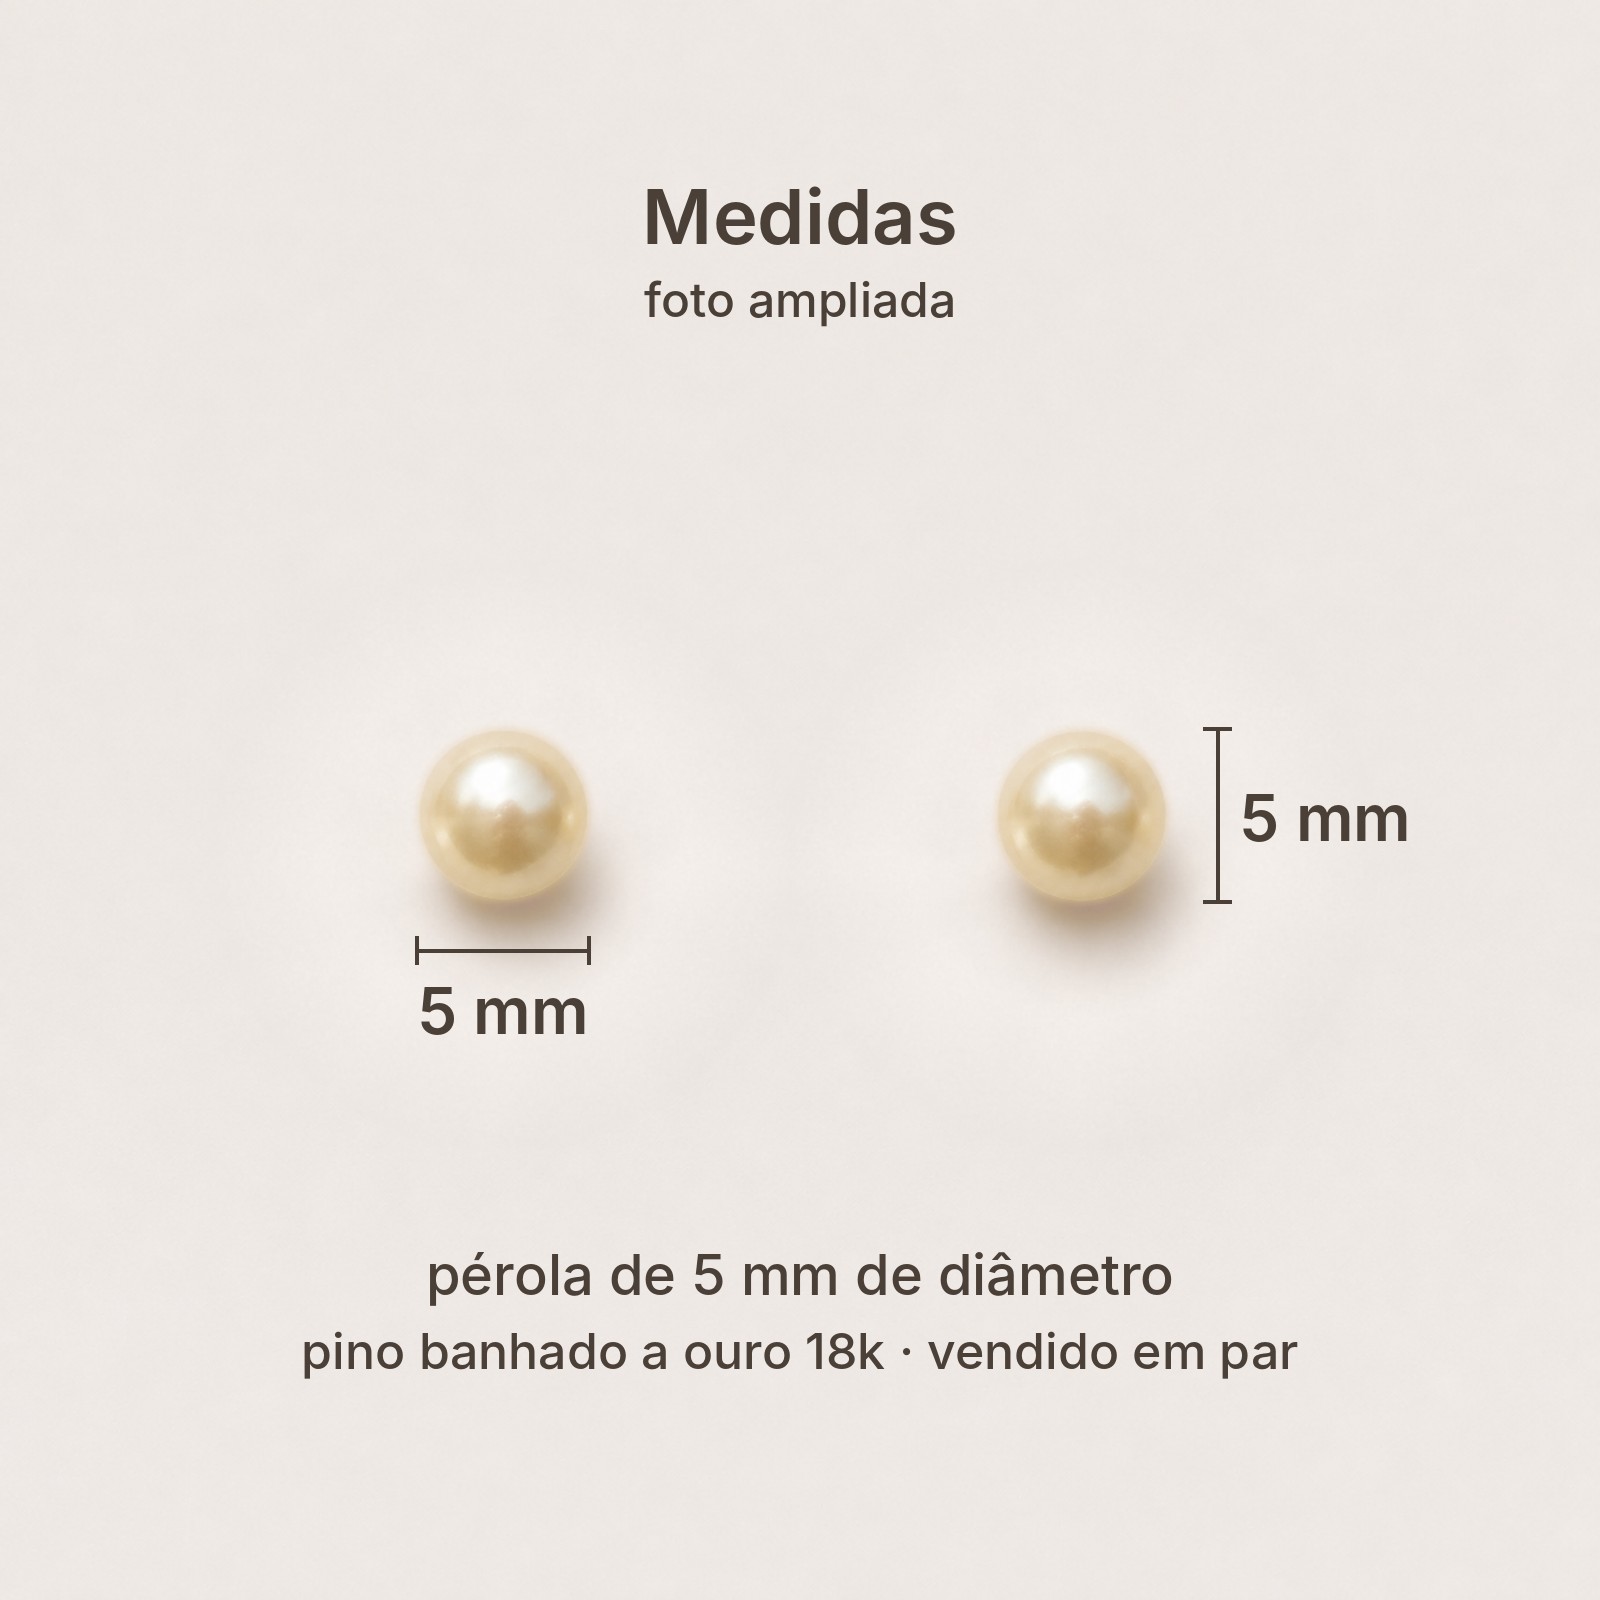 Medidas
foto ampliada
5 mm
5 mm
pérola de 5 mm de diâmetro
pino banhado a ouro 18k · vendido em par